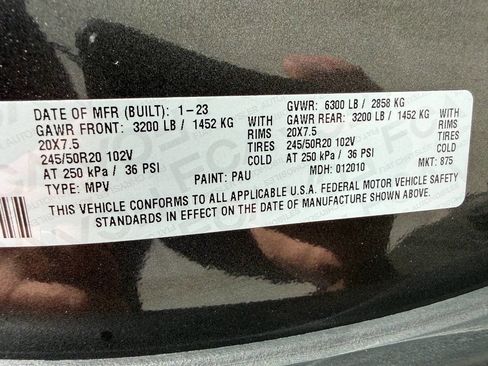 DATE OF MFR (BUILT): 1-23 GVWR: 6300 LB / 2858 KG
GAWR FRONT: 3200 LB / 1452 KG WITH GAWR REAR: 3200 LB / 1452 KG WITH
20X7.5 RIMS 20X7.5 RIMS
245/50R20 102V TIRES 245/50R20 102V TIRES
AT 250 kPa / 36 PSI COLD AT 250 kPa / 36 PSI COLD
TYPE: MPV PAINT: PAU MDH: 012010 MKT: 875
THIS VEHICLE CONFORMS TO ALL APPLICABLE U.S.A. FEDERAL MOTOR VEHICLE SAFETY
STANDARDS IN EFFECT ON THE DATE OF MANUFACTURE SHOWN ABOVE.